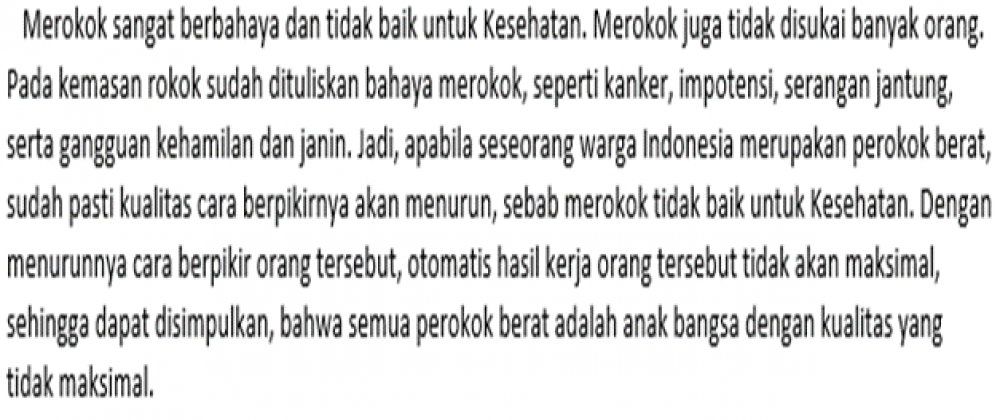 Merokok sangat berbahaya dan tidak baik untuk Kesehatan. Merokok juga tidak disukai banyak orang.
Pada kemasan rokok sudah dituliskan bahaya merokok, seperti kanker, impotensi, serangan jantung,
serta gangguan kehamilan dan janin. Jadi, apabila seseorang warga Indonesia merupakan perokok berat,
sudah pasti kualitas cara berpikirnya akan menurun, sebab merokok tidak baik untuk Kesehatan. Dengan
menurunnya cara berpikir orang tersebut, otomatis hasil kerja orang tersebut tidak akan maksimal,
sehingga dapat disimpulkan, bahwa semua perokok berat adalah anak bangsa dengan kualitas yang
tidak maksimal.